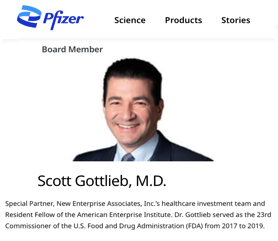 Pfizer
Science Products Stories
Board Member
Scott Gottlieb, M.D.
Special Partner, New Enterprise Associates, Inc.'s healthcare investment team and
Resident Fellow of the American Enterprise Institute. Dr. Gottlieb served as the 23rd
Commissioner of the U.S. Food and Drug Administration (FDA) from 2017 to 2019.